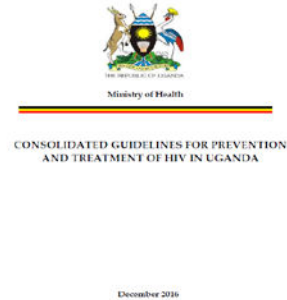 THE REPUBLIC OF UGANDA
Ministry of Health
CONSOLIDATED GUIDELINES FOR PREVENTION
AND TREATMENT OF HIV IN UGANDA
December 2016